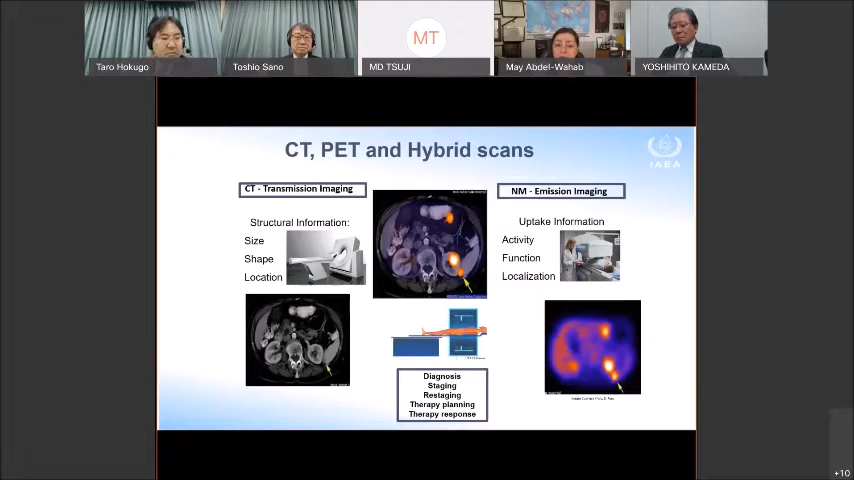 MT
Taro Hokugo
Toshio Sano
MD TSUJI
May Abdel-Wahab
YOSHIHITO KAMEDA
CT, PET and Hybrid scans
IAEA
CT - Transmission Imaging
NM - Emission Imaging
Structural Information:
Size
Shape
Location
Uptake Information
Activity
Function
Localization
Diagnosis
Staging
Restaging
Therapy planning
Therapy response
+10